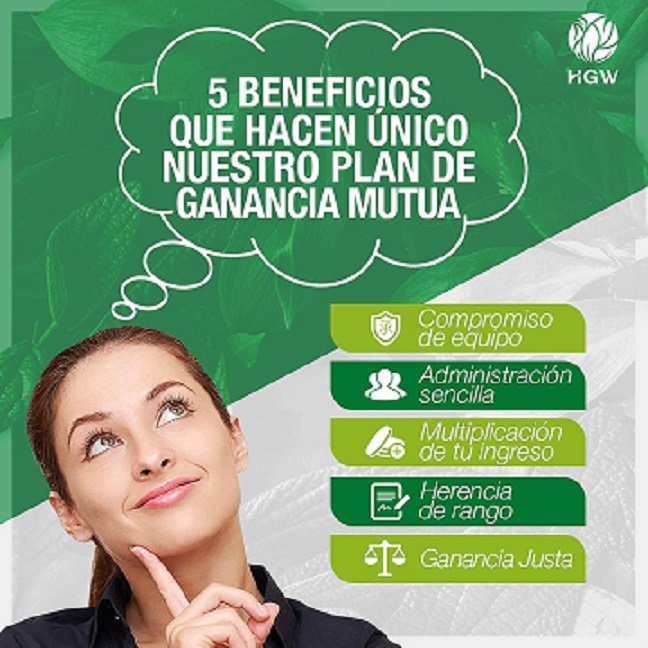 HGW
5 BENEFICIOS
QUE HACEN ÚNICO
NUESTRO PLAN DE
GANANCIA MUTUA
Compromiso
de equipo
Administración
sencilla
Multiplicación
de tu ingreso
Herencia
de rango
Ganancia Justa